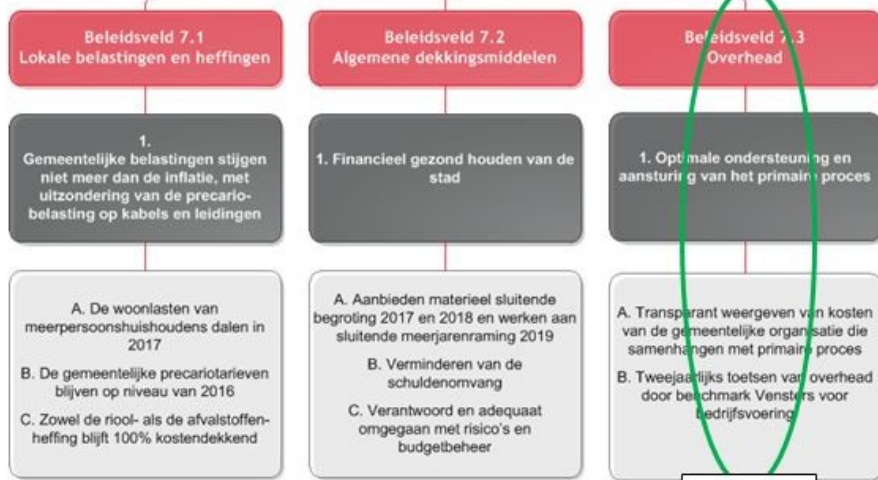 Beleidsveld 7.1
Lokale belastingen en heffingen
1.
Gemeentelijke belastingen stijgen
niet meer dan de inflatie, met
uitzondering van de precario-
belasting op kabels en leidingen
A. De woonlasten van
meerpersoonshuishoudens dalen in
2017
B. De gemeentelijke precariotarieven
blijven op niveau van 2016
C. Zowel de riool- als de afvalstoffen-
heffing blijft 100% kostendekkend
Beleidsveld 7.2
Algemene dekkingsmiddelen
1. Financieel gezond houden van de
stad
A. Aanbieden materieel sluitende
begroting 2017 en 2018 en werken aan
sluitende meerjarenraming 2019
B. Verminderen van de
schuldenomvang
C. Verantwoord en adequaat
omgegaan met risico's en
budgetbeheer
Beleidsveld 7.3
Overhead
1. Optimale ondersteuning en
aansturing van het primaire proces
A. Transparant weergeven van kosten
van de gemeentelijke organisatie die
samenhangen met primaire proces
B. Tweejaarlijks toetsen van overhead
door benchmark Vensters voor
bedrijfsvoering